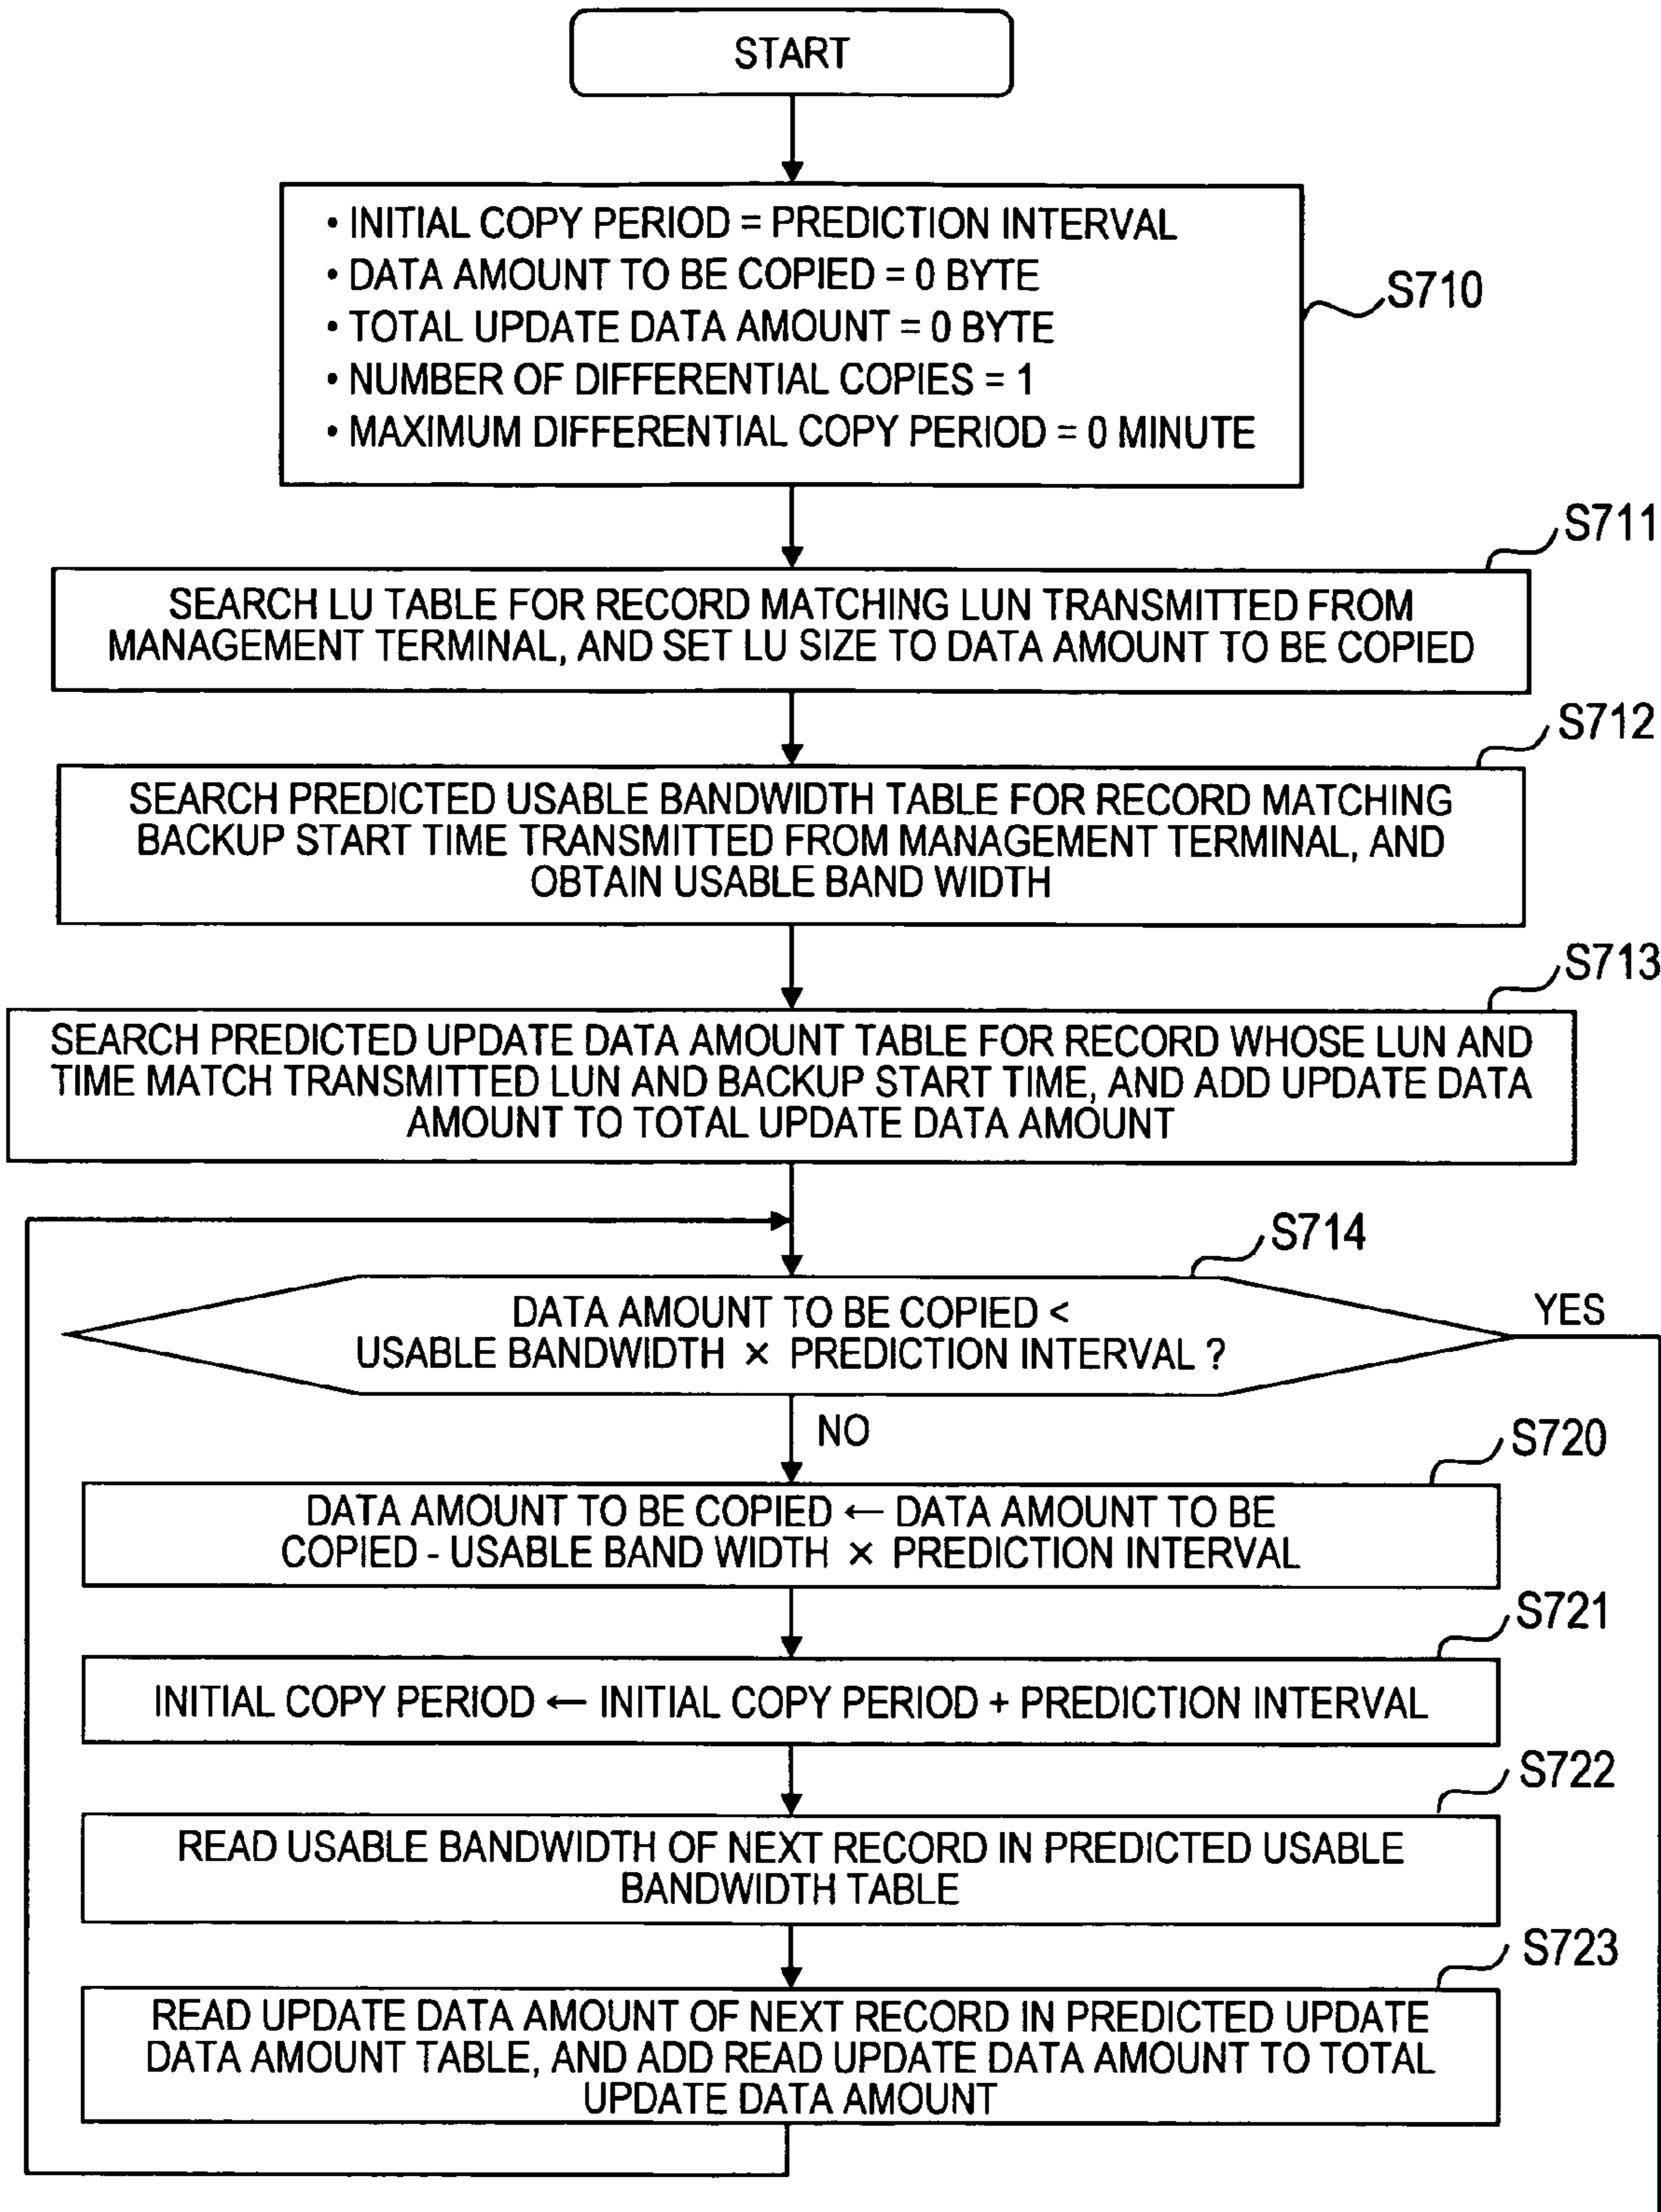 START
• INITIAL COPY PERIOD = PREDICTION INTERVAL
• DATA AMOUNT TO BE COPIED = 0 BYTE
• TOTAL UPDATE DATA AMOUNT = 0 BYTE
• NUMBER OF DIFFERENTIAL COPIES = 1
• MAXIMUM DIFFERENTIAL COPY PERIOD = 0 MINUTE
S710
S711
SEARCH LU TABLE FOR RECORD MATCHING LUN TRANSMITTED FROM
MANAGEMENT TERMINAL, AND SET LU SIZE TO DATA AMOUNT TO BE COPIED
S712
SEARCH PREDICTED USABLE BANDWIDTH TABLE FOR RECORD MATCHING
BACKUP START TIME TRANSMITTED FROM MANAGEMENT TERMINAL, AND
OBTAIN USABLE BAND WIDTH
S713
SEARCH PREDICTED UPDATE DATA AMOUNT TABLE FOR RECORD WHOSE LUN AND
TIME MATCH TRANSMITTED LUN AND BACKUP START TIME, AND ADD UPDATE DATA
AMOUNT TO TOTAL UPDATE DATA AMOUNT
S714
DATA AMOUNT TO BE COPIED <
USABLE BANDWIDTH × PREDICTION INTERVAL ?
YES
NO
S720
DATA AMOUNT TO BE COPIED ← DATA AMOUNT TO BE
COPIED - USABLE BAND WIDTH × PREDICTION INTERVAL
S721
INITIAL COPY PERIOD ← INITIAL COPY PERIOD + PREDICTION INTERVAL
S722
READ USABLE BANDWIDTH OF NEXT RECORD IN PREDICTED USABLE
BANDWIDTH TABLE
S723
READ UPDATE DATA AMOUNT OF NEXT RECORD IN PREDICTED UPDATE
DATA AMOUNT TABLE, AND ADD READ UPDATE DATA AMOUNT TO TOTAL
UPDATE DATA AMOUNT